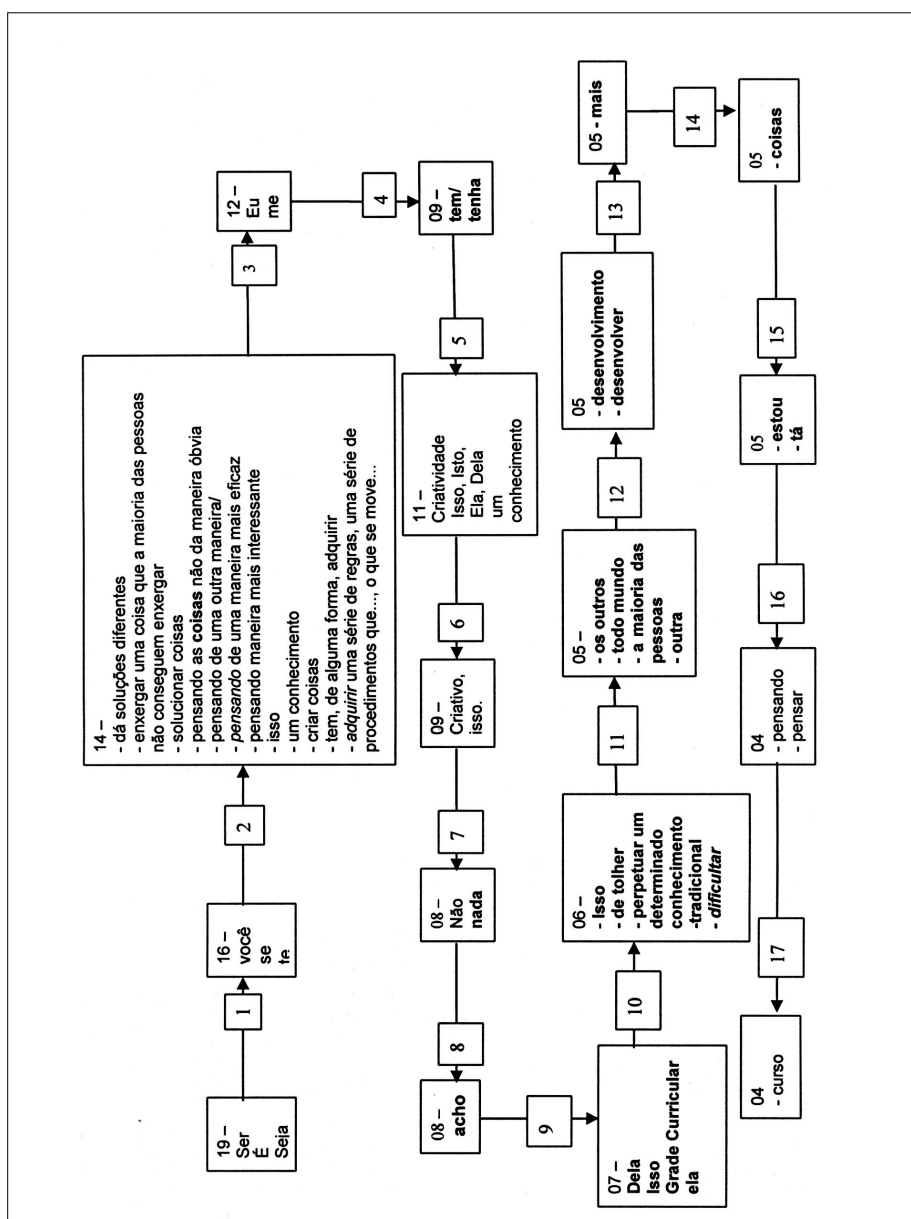 19 –
Ser
É
Seja
1
16 –
você
se
te
2
14 –
- dá soluções diferentes
- enxergar uma coisa que a maioria das pessoas
não conseguem enxergar
- solucionar coisas
- pensando as coisas não da maneira óbvia
- pensando de uma outra maneira/
- pensando de uma maneira mais eficaz
- pensando maneira mais interessante
- isso
- um conhecimento
- criar coisas
- tem, de alguma forma, adquirir
- adquirir uma série de regras, uma série de
procedimentos que..., o que se move...
3
12 –
Eu
me
4
09 –
tem/
tenha
5
11 –
Criatividade
Isso, Isto,
Ela, Dela
um
conhecimento
6
09 –
Criativo,
isso.
7
08 –
Não
nada
8
08 –
acho
9
07 –
Dela
Isso
Grade Curricular
ela
10
06 –
- Isso
- de tolher
- perpetuar um
determinado
conhecimento
-tradicional
- dificultar
11
05 –
- os outros
- todo mundo
- a maioria das
pessoas
- outra
12
05
- desenvolvimento
- desenvolver
13
05 - mais
14
05
- coisas
15
05
- estou
- tá
16
04
- pensando
- pensar
17
04
- curso